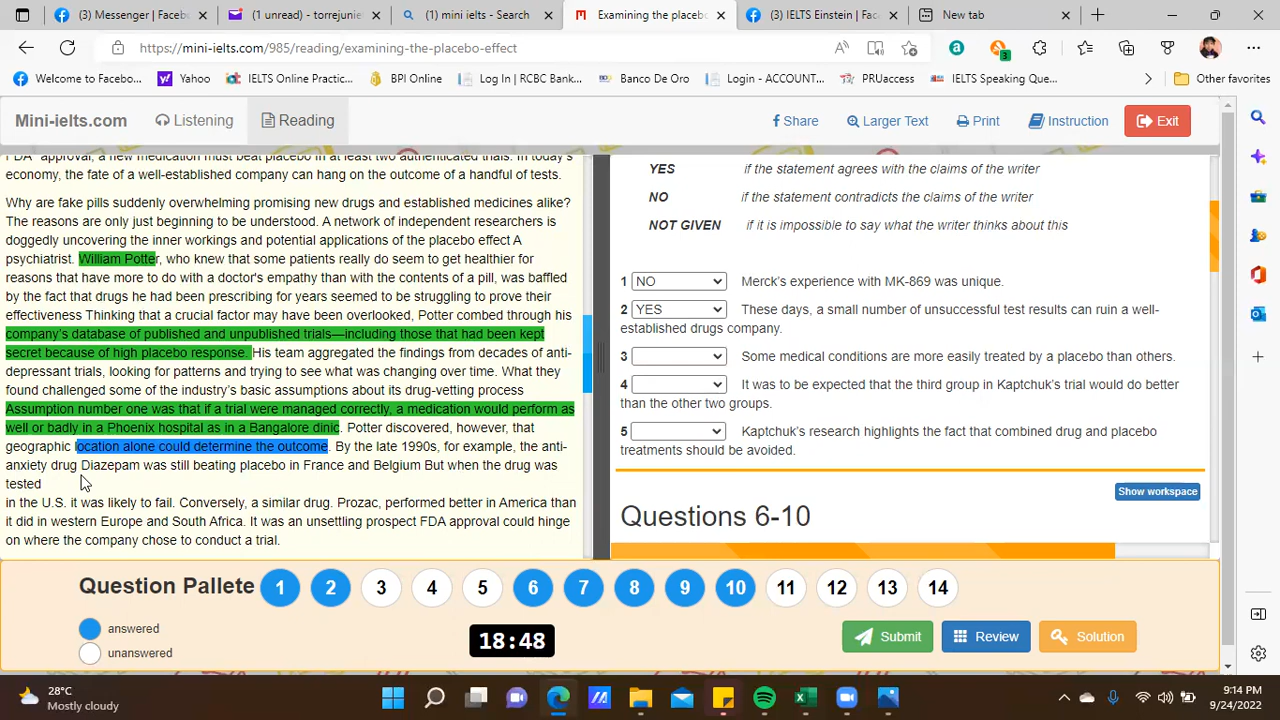 (3) Messenger | Faceb
(1 unread) - torrejunie
(1) mini ielts - Search
Examining the placeb
(3) IELTS Einstein | Fac
New tab
https://mini-ielts.com/985/reading/examining-the-placebo-effect
Welcome to Facebo...
Yahoo
IELTS Online Practic...
BPI Online
Log In | RCBC Bank...
Banco De Oro
Login - ACCOUNT...
PRUaccess
IELTS Speaking Que...
Other favorites
Mini-ielts.com
Listening
Reading
Share
Larger Text
Print
Instruction
Exit
FDA approval, a new medication must beat placebo in at least two authenticated trials. In today's
economy, the fate of a well-established company can hang on the outcome of a handful of tests.
Why are fake pills suddenly overwhelming promising new drugs and established medicines alike?
The reasons are only just beginning to be understood. A network of independent researchers is
doggedly uncovering the inner workings and potential applications of the placebo effect A
psychiatrist. William Potter, who knew that some patients really do seem to get healthier for
reasons that have more to do with a doctor's empathy than with the contents of a pill, was baffled
by the fact that drugs he had been prescribing for years seemed to be struggling to prove their
effectiveness Thinking that a crucial factor may have been overlooked, Potter combed through his
company's database of published and unpublished trials—including those that had been kept
secret because of high placebo response. His team aggregated the findings from decades of anti-
depressant trials, looking for patterns and trying to see what was changing over time. What they
found challenged some of the industry's basic assumptions about its drug-vetting process
Assumption number one was that if a trial were managed correctly, a medication would perform as
well or badly in a Phoenix hospital as in a Bangalore dinic. Potter discovered, however, that
geographic location alone could determine the outcome. By the late 1990s, for example, the anti-
anxiety drug Diazepam was still beating placebo in France and Belgium But when the drug was
tested
in the U.S. it was likely to fail. Conversely, a similar drug. Prozac, performed better in America than
it did in western Europe and South Africa. It was an unsettling prospect FDA approval could hinge
on where the company chose to conduct a trial.
YES if the statement agrees with the claims of the writer
NO if the statement contradicts the claims of the writer
NOT GIVEN if it is impossible to say what the writer thinks about this
1 NO Merck's experience with MK-869 was unique.
2 YES These days, a small number of unsuccessful test results can ruin a well-
established drugs company.
3 Some medical conditions are more easily treated by a placebo than others.
4 It was to be expected that the third group in Kaptchuk's trial would do better
than the other two groups.
5 Kaptchuk's research highlights the fact that combined drug and placebo
treatments should be avoided.
Show workspace
Questions 6-10
Question Pallete
1 2 3 4 5 6 7 8 9 10 11 12 13 14
answered
unanswered
18:48
Submit
Review
Solution
28°C
Mostly cloudy
9:14 PM
9/24/2022